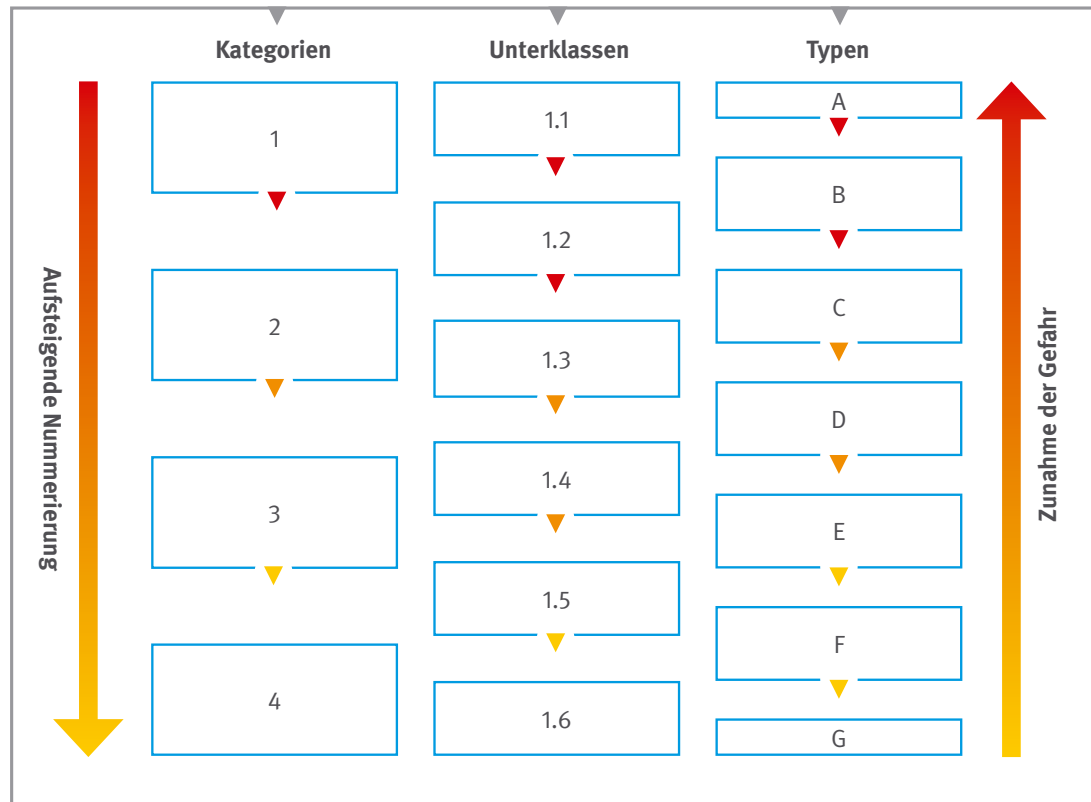 Kategorien
Unterklassen
Typen
Aufsteigende Nummerierung
1
2
3
4
1.1
1.2
1.3
1.4
1.5
1.6
A
B
C
D
E
F
G
Zunahme der Gefahr